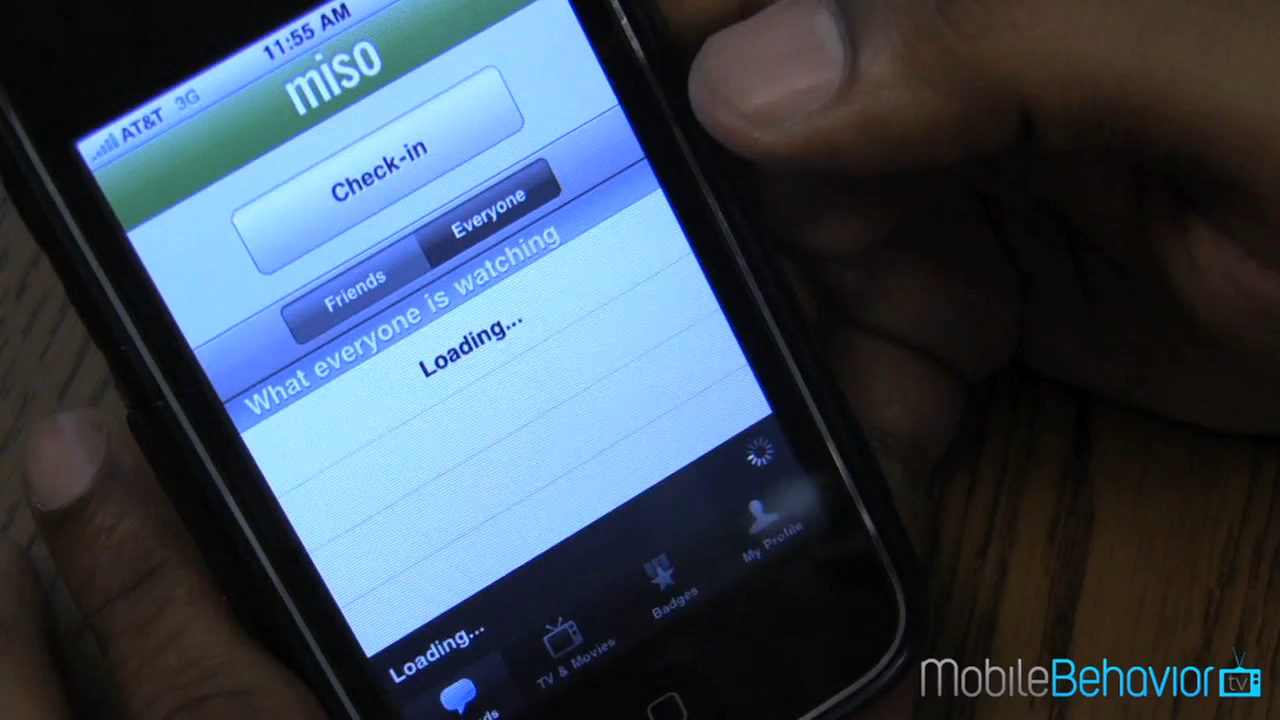 AT&T 3G 11:55 AM
miso
Check-in
Friends Everyone
What everyone is watching
Loading...
Loading...
TV & Movies Badges My Profile
MobileBehavior tv